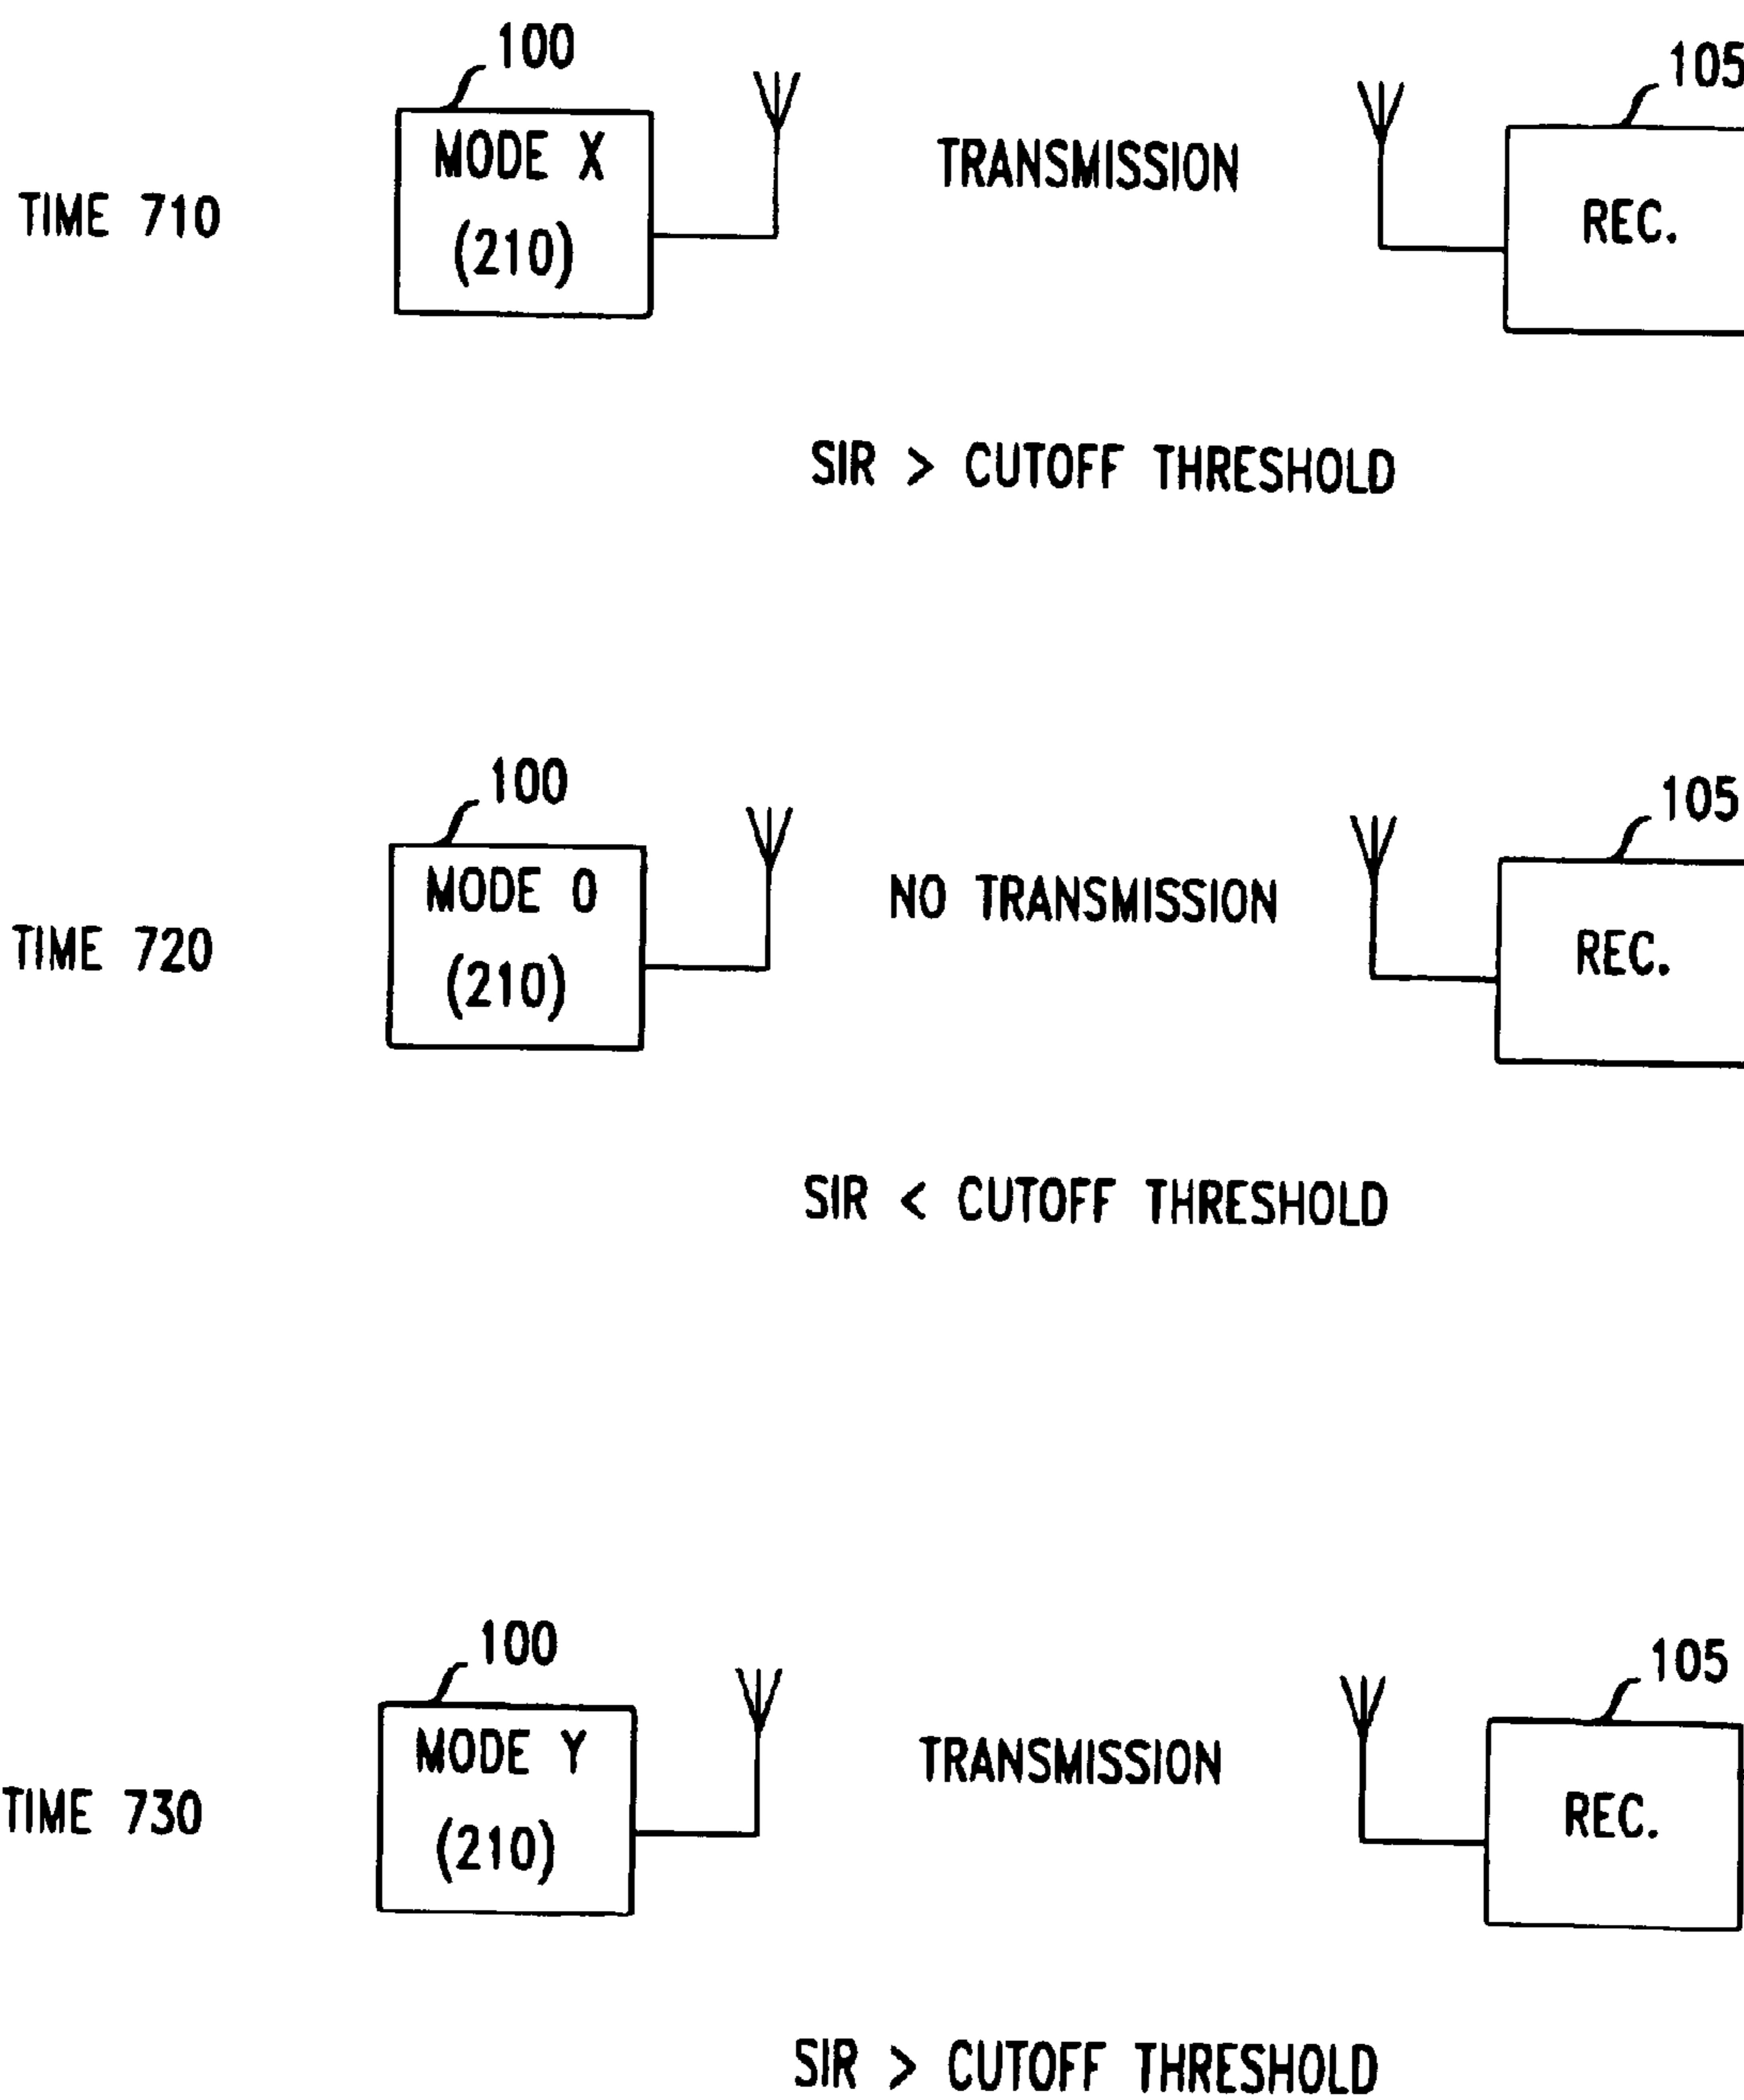 100
105
MODE X
TRANSMISSION
TIME 710
REC.
(210)
SIR > CUTOFF THRESHOLD
100
105
MODE 0
NO TRANSMISSION
TIME 720
REC.
(210)
SIR < CUTOFF THRESHOLD
100
105
MODE Y
TRANSMISSION
TIME 730
REC.
(210)
SIR > CUTOFF THRESHOLD